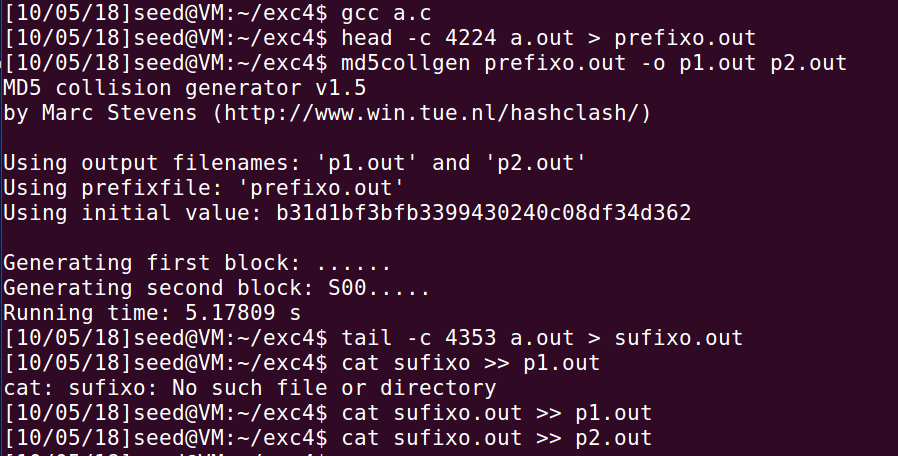 [10/05/18]seed@VM:~/exc4$ gcc a.c
[10/05/18]seed@VM:~/exc4$ head -c 4224 a.out > prefixo.out
[10/05/18]seed@VM:~/exc4$ md5collgen prefixo.out -o p1.out p2.out
MD5 collision generator v1.5
by Marc Stevens (http://www.win.tue.nl/hashclash/)

Using output filenames: 'p1.out' and 'p2.out'
Using prefixfile: 'prefixo.out'
Using initial value: b31d1bf3bfb3399430240c08df34d362

Generating first block: ......
Generating second block: S00.....
Running time: 5.17809 s
[10/05/18]seed@VM:~/exc4$ tail -c 4353 a.out > sufixo.out
[10/05/18]seed@VM:~/exc4$ cat sufixo >> p1.out
cat: sufixo: No such file or directory
[10/05/18]seed@VM:~/exc4$ cat sufixo.out >> p1.out
[10/05/18]seed@VM:~/exc4$ cat sufixo.out >> p2.out